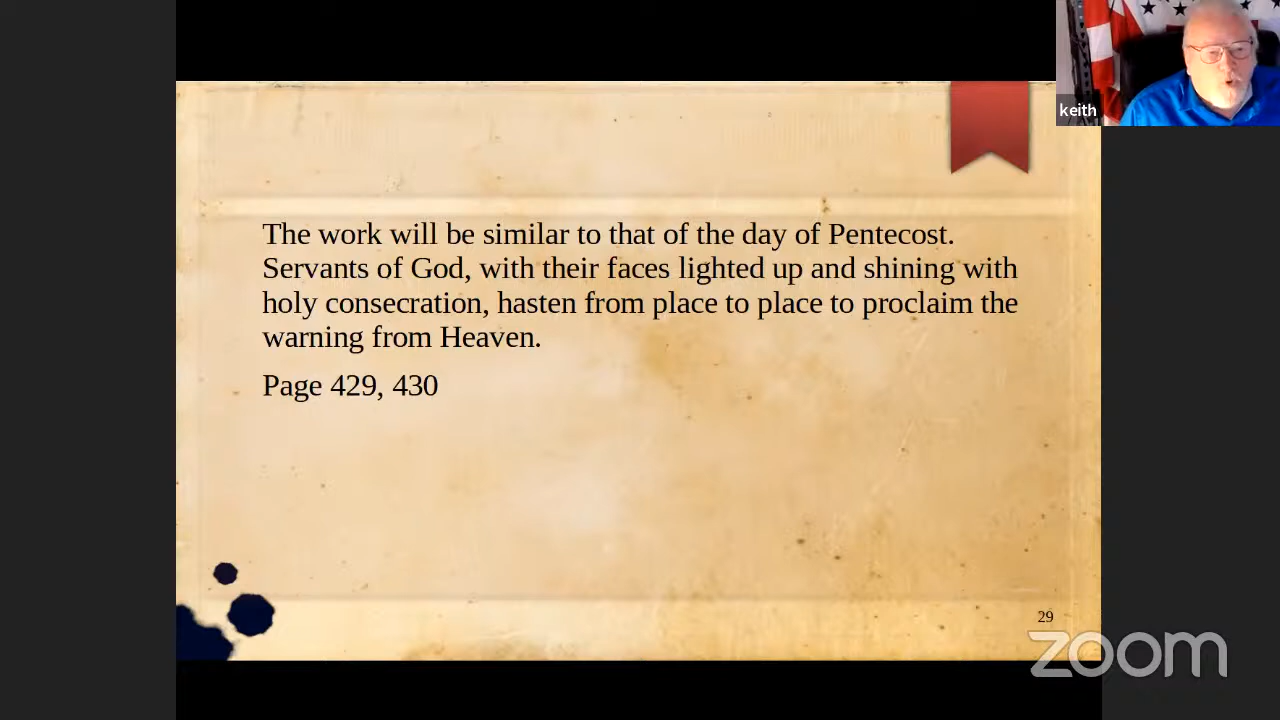 keith
The work will be similar to that of the day of Pentecost.
Servants of God, with their faces lighted up and shining with
holy consecration, hasten from place to place to proclaim the
warning from Heaven.
Page 429, 430
29
zoom